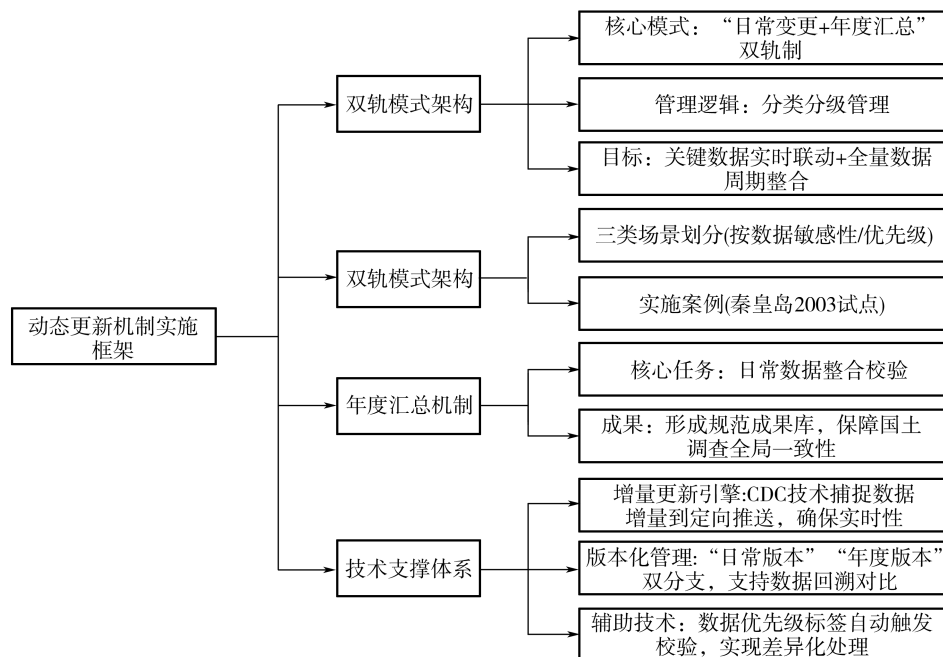 动态更新机制实施
框架
双轨模式架构
核心模式：“日常变更+年度汇总”
双轨制
管理逻辑：分类分级管理
目标：关键数据实时联动+全量数据
周期整合
双轨模式架构
三类场景划分(按数据敏感性/优先级)
实施案例(秦皇岛2003试点)
年度汇总机制
核心任务：日常数据整合校验
成果：形成规范成果库，保障国土
调查全局一致性
技术支撑体系
增量更新引擎:CDC技术捕捉数据
增量到定向推送，确保实时性
版本化管理:“日常版本”“年度版本”
双分支，支持数据回溯对比
辅助技术：数据优先级标签自动触发
校验，实现差异化处理